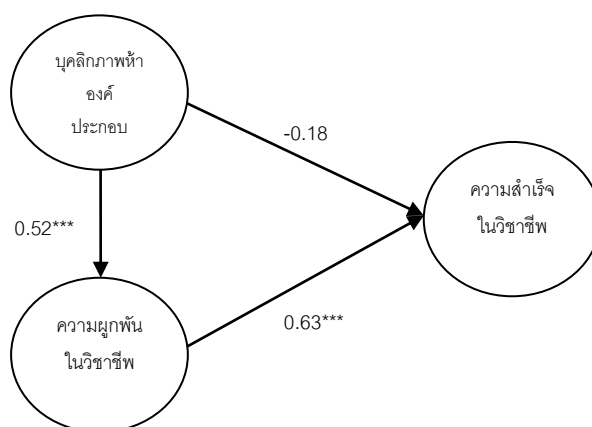 บุคลิกภาพห้า
องค์
ประกอบ
-0.18
ความสำเร็จ
ในวิชาชีพ
0.52***
ความผูกพัน
ในวิชาชีพ
0.63***